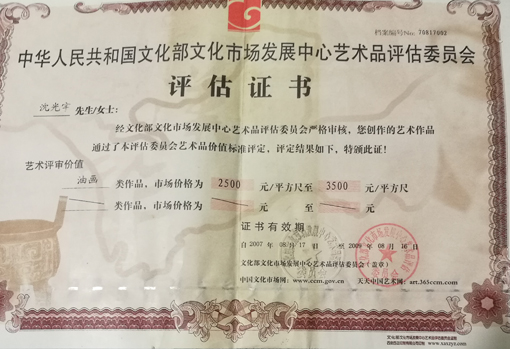 档案编号No: 70817002
中华人民共和国文化部文化市场发展中心艺术品评估委员会
评估证书
沈光宇 先生/女士:
经文化部文化市场发展中心艺术品评估委员会严格审核, 您创作的艺术作品
通过了本评估委员会艺术品价值标准评定, 评定结果如下, 特颁此证!
艺术评审价值
油画 类作品, 市场价格为 2500 元/平方尺至 3500 元/平方尺
类作品, 市场价格为 元 至 元
证书有效期
自 2007年 08月17日 至 2009年 08月 16日
文化部文化市场发展中心艺术品评估委员会 (盖章)
中国文化市场网: www.ccm.gov.cn 天天中国艺术网: art.365ccm.com